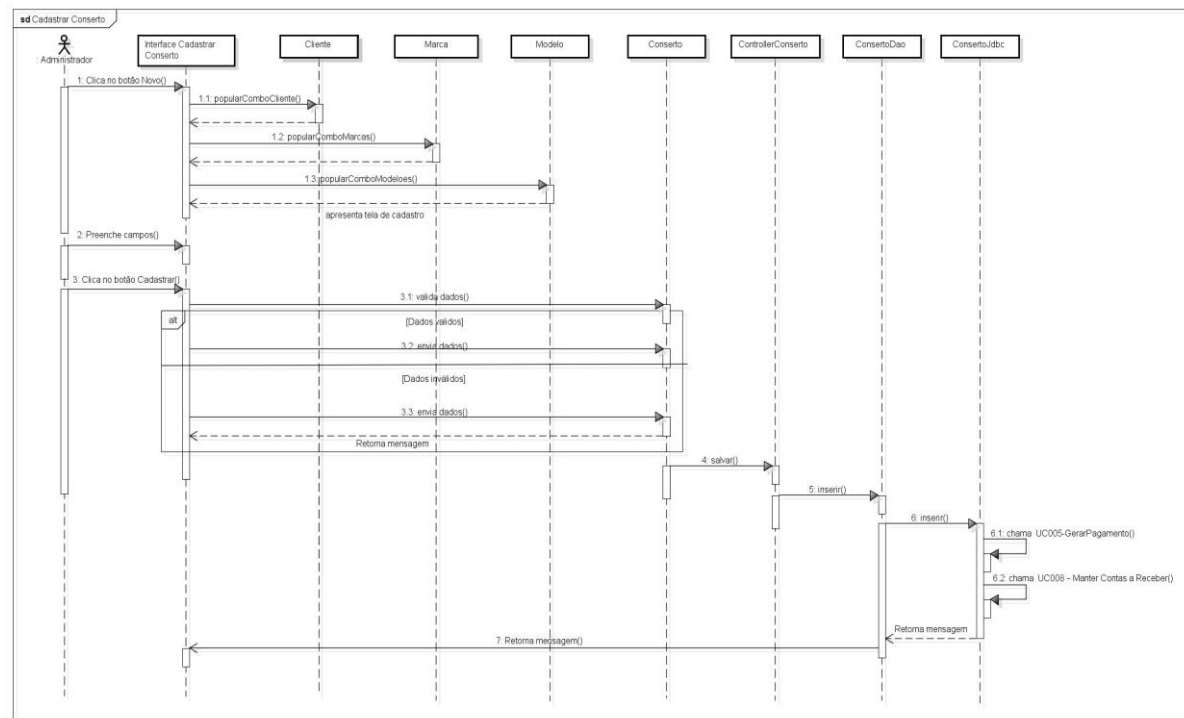 sd Cadastrar Conserto
: Administrador
Interface Cadastrar
Conserto
Cliente
Marca
Modelo
Conserto
ControllerConserto
ConsertoDao
ConsertoJdbc
1: Clica no botão Novo()
1.1: popularComboCliente()
1.2: popularComboMarcas()
1.3: popularComboModeloes()
apresenta tela de cadastro
2: Preenche campos()
3: Clica no botão Cadastrar()
3.1: valida dados()
alt
[Dados validos]
3.2: envia dados()
[Dados inválidos]
3.3: envia dados()
Retorna mensagem
4: salvar()
5: inserir()
6: inserir()
6.1: chama UC005-GerarPagamento()
6.2: chama UC008 - Manter Contas a Receber()
Retorna mensagem
7: Retorna mensagem()